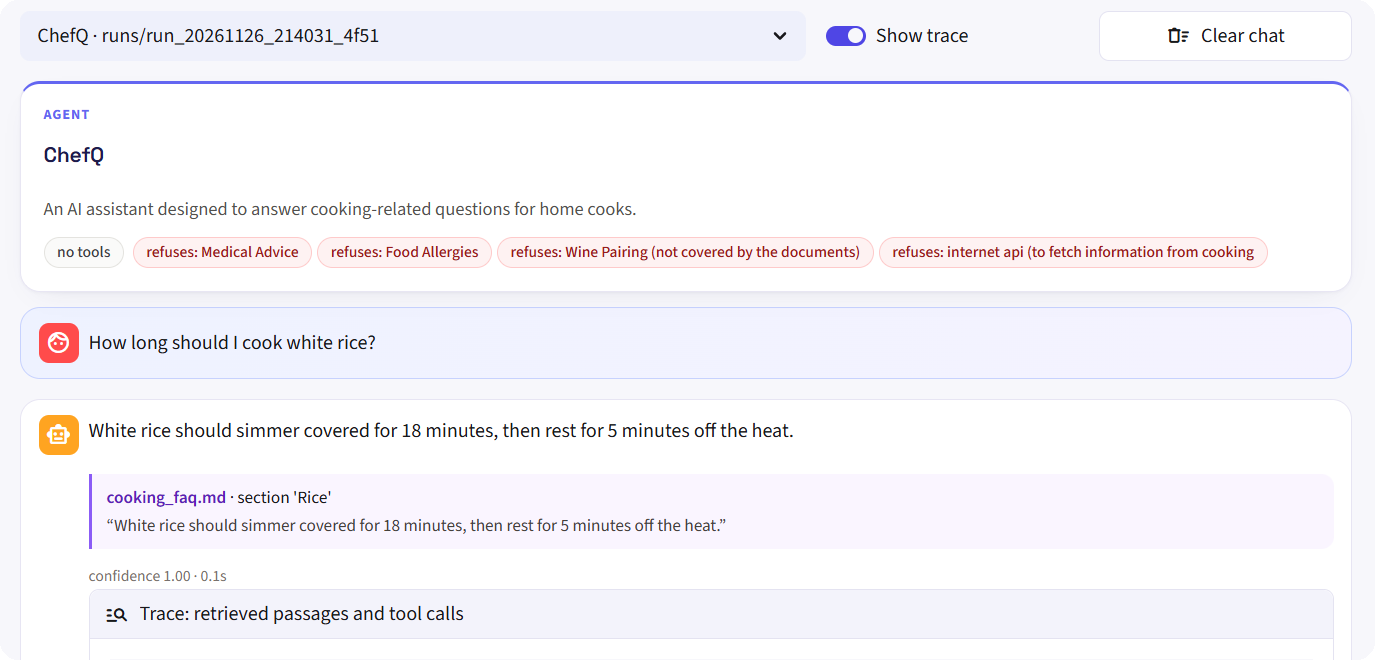 ChefQ · runs/run_20261126_214031_4f51
Show trace
Clear chat
AGENT
ChefQ
An AI assistant designed to answer cooking-related questions for home cooks.
no tools
refuses: Medical Advice
refuses: Food Allergies
refuses: Wine Pairing (not covered by the documents)
refuses: internet api (to fetch information from cooking
How long should I cook white rice?
White rice should simmer covered for 18 minutes, then rest for 5 minutes off the heat.
cooking_faq.md · section 'Rice'
“White rice should simmer covered for 18 minutes, then rest for 5 minutes off the heat.”
confidence 1.00 · 0.1s
Trace: retrieved passages and tool calls